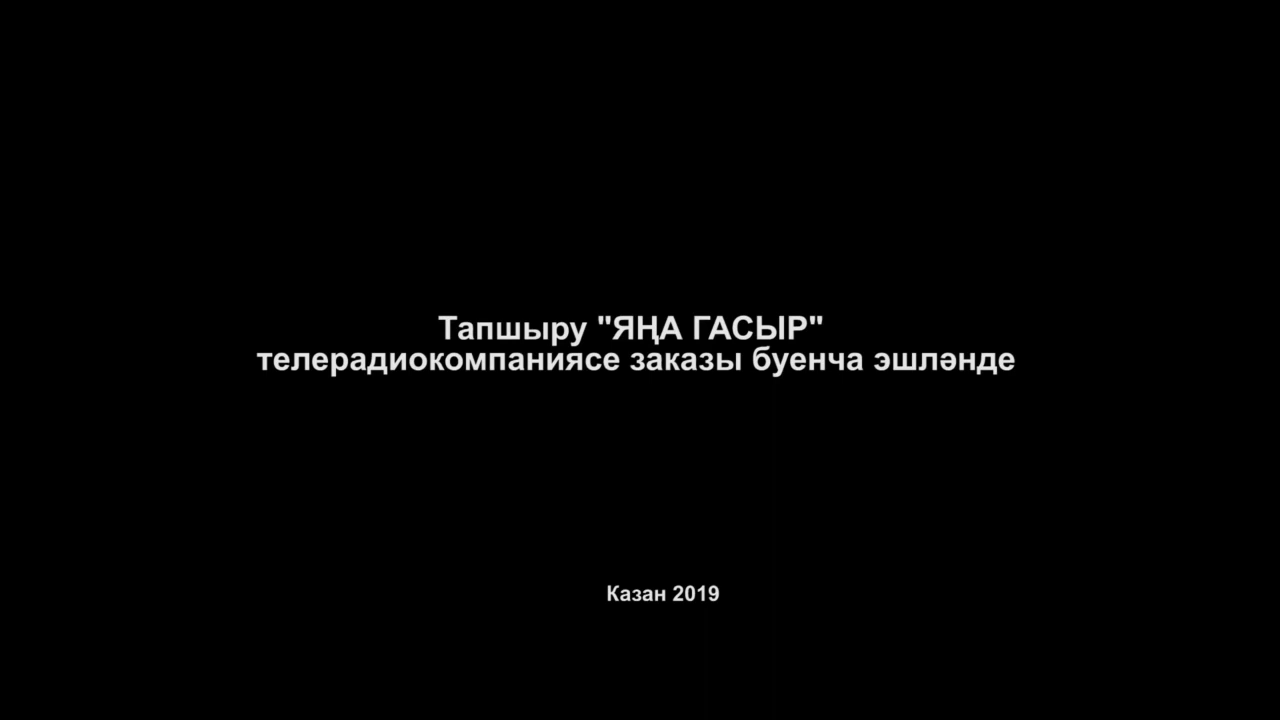 Тапшыру "ЯҢА ГАСЫР"
телерадиокомпаниясе заказы буенча эшләнде
Казан 2019